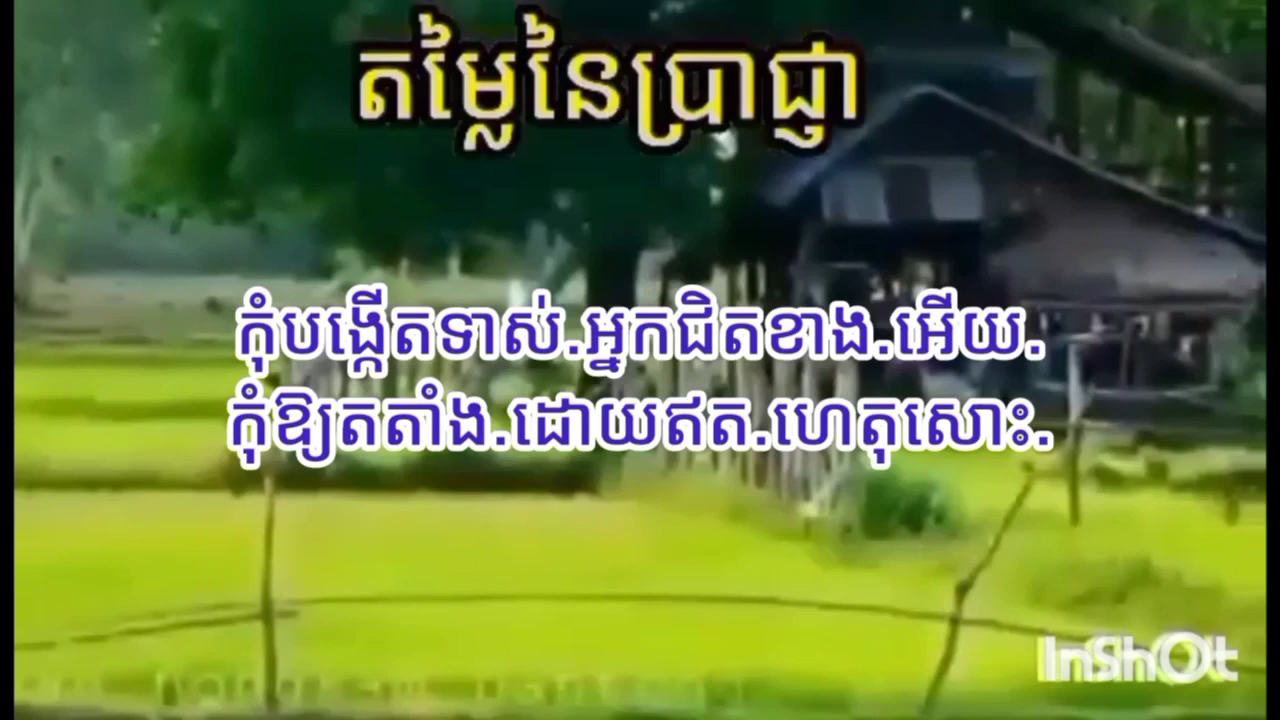 តម្លៃនៃប្រាជ្ញា
កុំបង្កើតទាស់.អ្នកជិតខាង.អើយ.
កុំឱ្យតតាំង.ដោយឥត.ហេតុសោះ.
InShOt